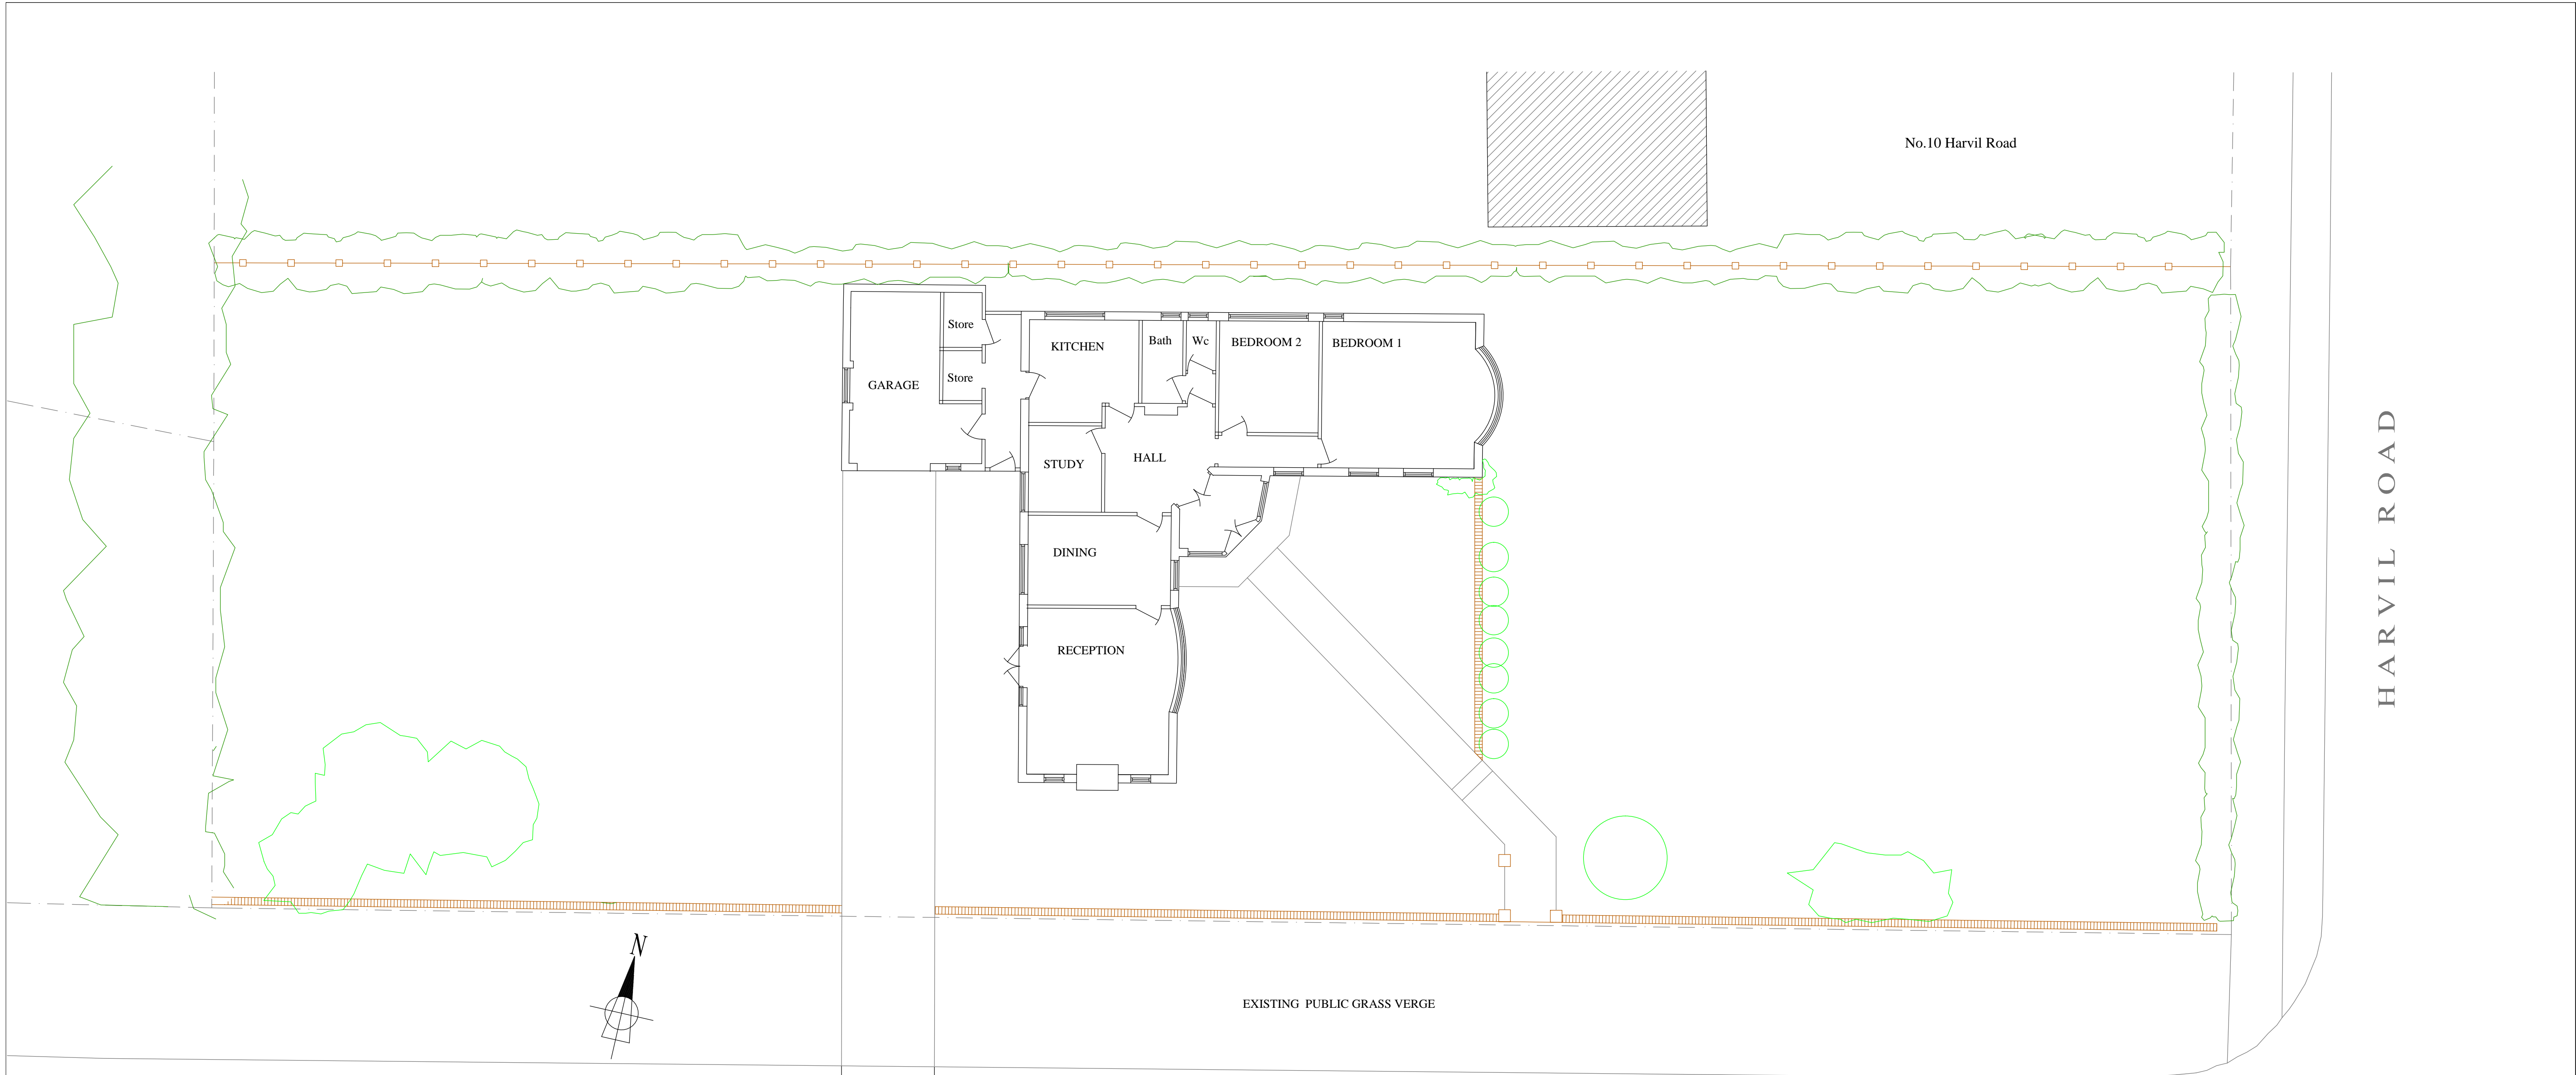 No.10 Harvil Road
Store
KITCHEN
Bath
Wc
BEDROOM 2
BEDROOM 1
GARAGE
Store
STUDY
HALL
DINING
RECEPTION
HARVIL ROAD
N
EXISTING PUBLIC GRASS VERGE